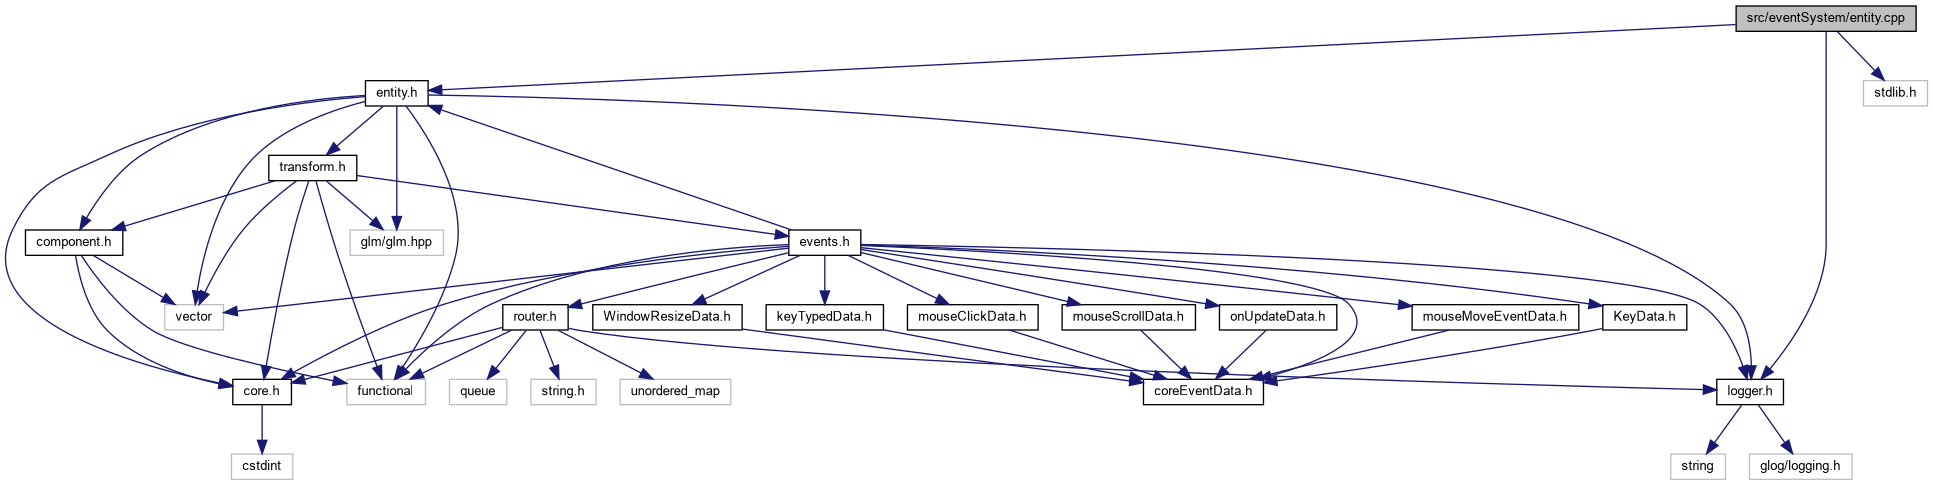 src/eventSystem/entity.cpp
entity.h
stdlib.h
transform.h
component.h
glm/glm.hpp
events.h
vector
router.h
WindowResizeData.h
keyTypedData.h
mouseClickData.h
mouseScrollData.h
onUpdateData.h
mouseMoveEventData.h
KeyData.h
core.h
functional
queue
string.h
unordered_map
coreEventData.h
logger.h
cstdint
string
glog/logging.h